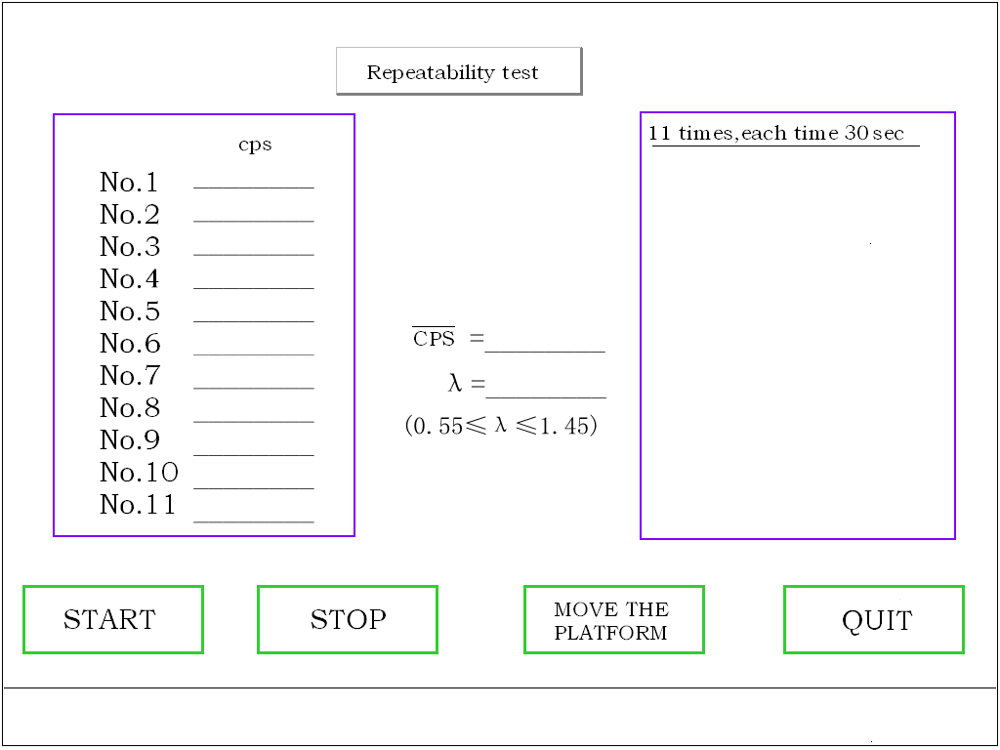 Repeatability test
cps
No.1 ________
No.2 ________
No.3 ________
No.4 ________
No.5 ________
No.6 ________
No.7 ________
No.8 ________
No.9 ________
No.10 ________
No.11 ________
CPS =________
λ =________
(0.55≤ λ ≤1.45)
11 times,each time 30 sec
START
STOP
MOVE THE
PLATFORM
QUIT